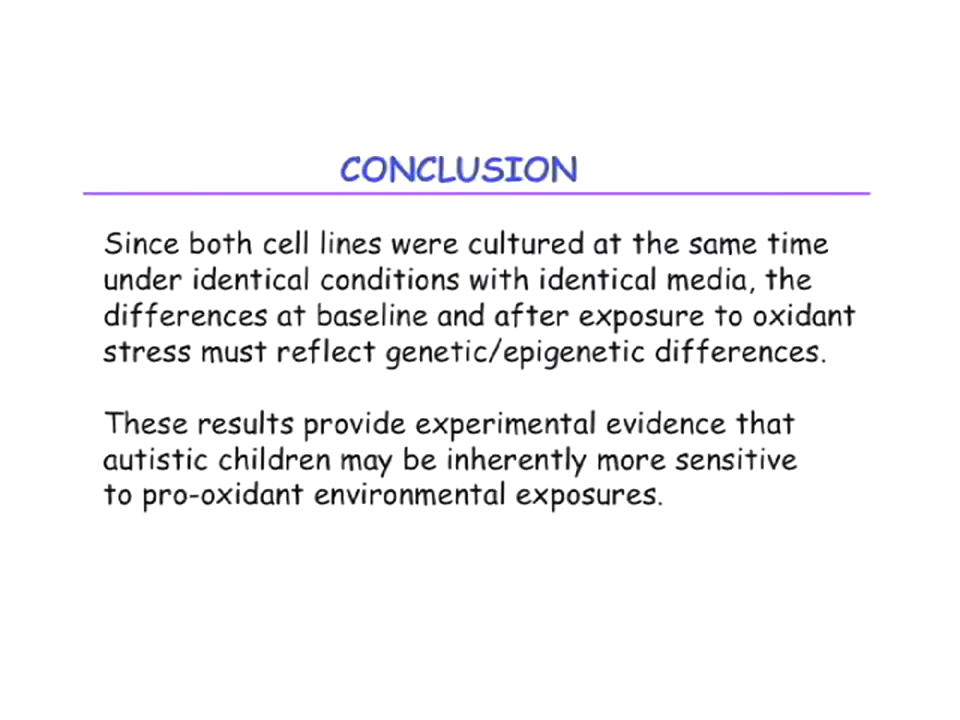 CONCLUSION
Since both cell lines were cultured at the same time
under identical conditions with identical media, the
differences at baseline and after exposure to oxidant
stress must reflect genetic/epigenetic differences.
These results provide experimental evidence that
autistic children may be inherently more sensitive
to pro-oxidant environmental exposures.